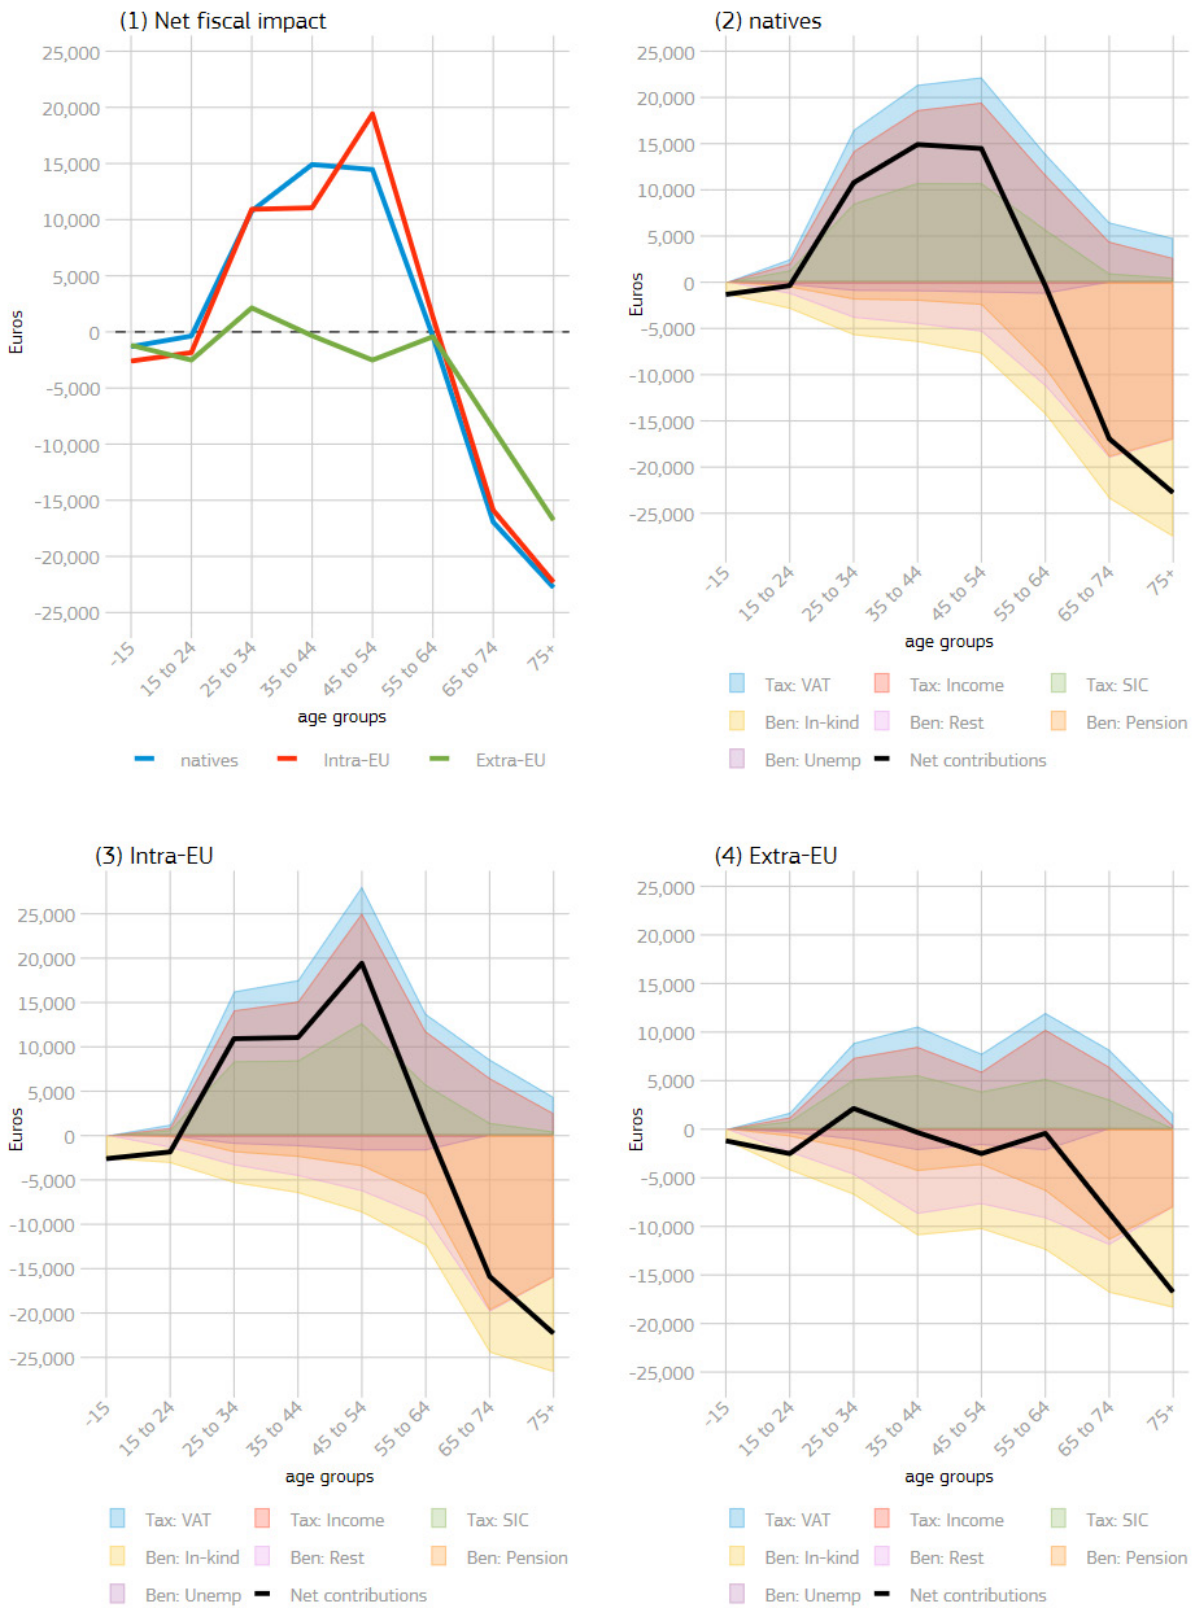 (1) Net fiscal impact
25,000
20,000
15,000
10,000
5,000
0
-5,000
-10,000
-15,000
-20,000
-25,000
Euros
-15
15 to 24
25 to 34
35 to 44
45 to 54
55 to 64
65 to 74
75+
age groups
natives Intra-EU Extra-EU
(2) natives
25,000
20,000
15,000
10,000
5,000
0
-5,000
-10,000
-15,000
-20,000
-25,000
Euros
-15
15 to 24
25 to 34
35 to 44
45 to 54
55 to 64
65 to 74
75+
age groups
Tax: VAT Tax: Income Tax: SIC
Ben: In-kind Ben: Rest Ben: Pension
Ben: Unemp Net contributions
(3) Intra-EU
25,000
20,000
15,000
10,000
5,000
0
-5,000
-10,000
-15,000
-20,000
-25,000
Euros
-15
15 to 24
25 to 34
35 to 44
45 to 54
55 to 64
65 to 74
75+
age groups
Tax: VAT Tax: Income Tax: SIC
Ben: In-kind Ben: Rest Ben: Pension
Ben: Unemp Net contributions
(4) Extra-EU
25,000
20,000
15,000
10,000
5,000
0
-5,000
-10,000
-15,000
-20,000
-25,000
Euros
-15
15 to 24
25 to 34
35 to 44
45 to 54
55 to 64
65 to 74
75+
age groups
Tax: VAT Tax: Income Tax: SIC
Ben: In-kind Ben: Rest Ben: Pension
Ben: Unemp Net contributions